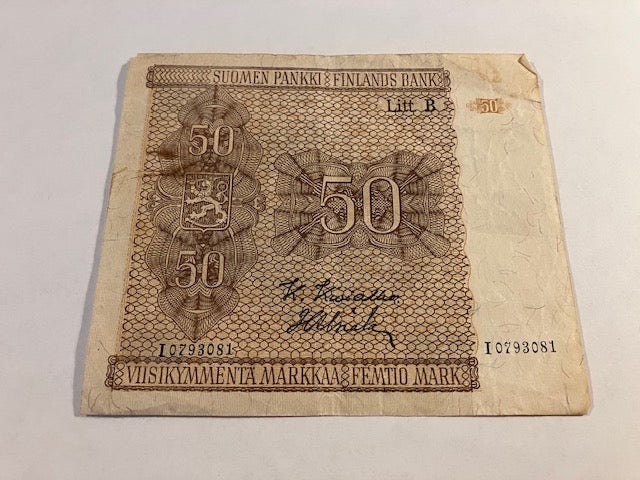 SUOMEN PANKKI FINLANDS BANK
Litt. B
50
50
50
50
I0793081
I0793081
VIISIKYMMENTÄ MARKKAA FEMTIO MARK